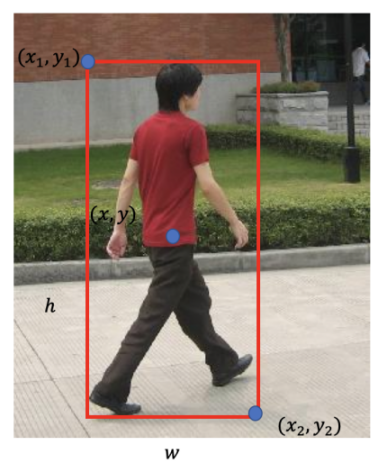 (x₁, y₁)
(x, y)
h
(x₂, y₂)
w